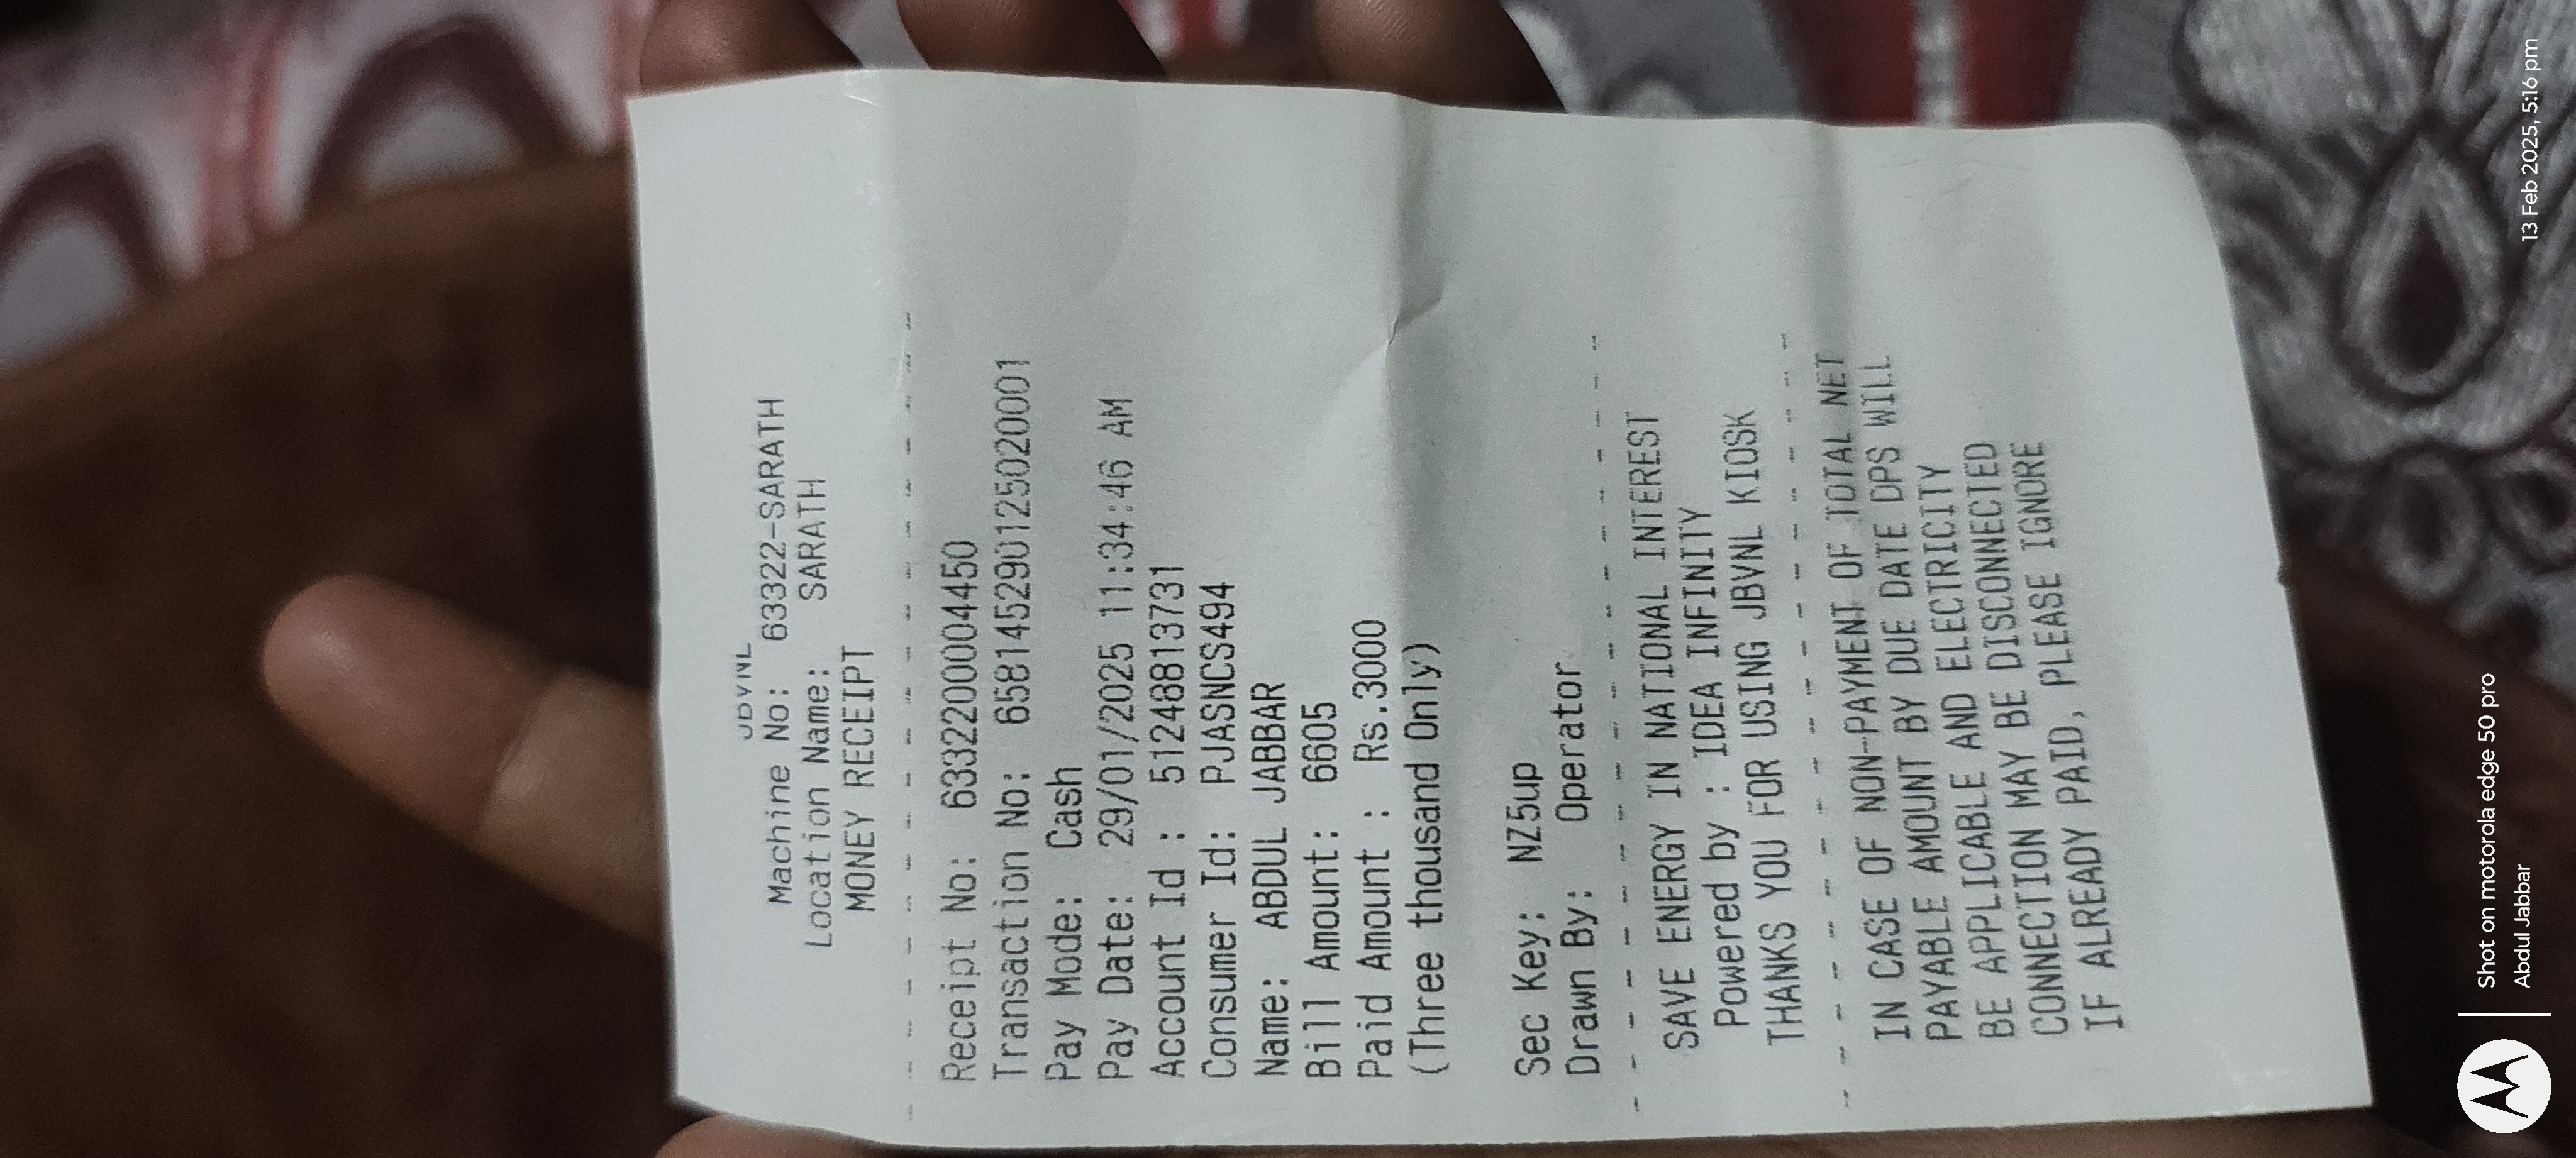 JBVNL
Machine No: 63322-SARATH
Location Name: SARATH
MONEY RECEIPT
Receipt No: 6332200004450
Transaction No: 658145290125020001
Pay Mode: Cash
Pay Date: 29/01/2025 11:34:46 AM
Account Id : 51248813731
Consumer Id: PJASNCS494
Name: ABDUL JABBAR
Bill Amount: 6605
Paid Amount : Rs.3000
(Three thousand Only)
Sec Key: NZ5up
Drawn By: Operator
SAVE ENERGY IN NATIONAL INTEREST
Powered by : IDEA INFINITY
THANKS YOU FOR USING JBVNL KIOSK
IN CASE OF NON-PAYMENT OF TOTAL NET
PAYABLE AMOUNT BY DUE DATE DPS WILL
BE APPLICABLE AND ELECTRICITY
CONNECTION MAY BE DISCONNECTED
IF ALREADY PAID, PLEASE IGNORE
Shot on motorola edge 50 pro
Abdul Jabbar
13 Feb 2025, 5:16 pm